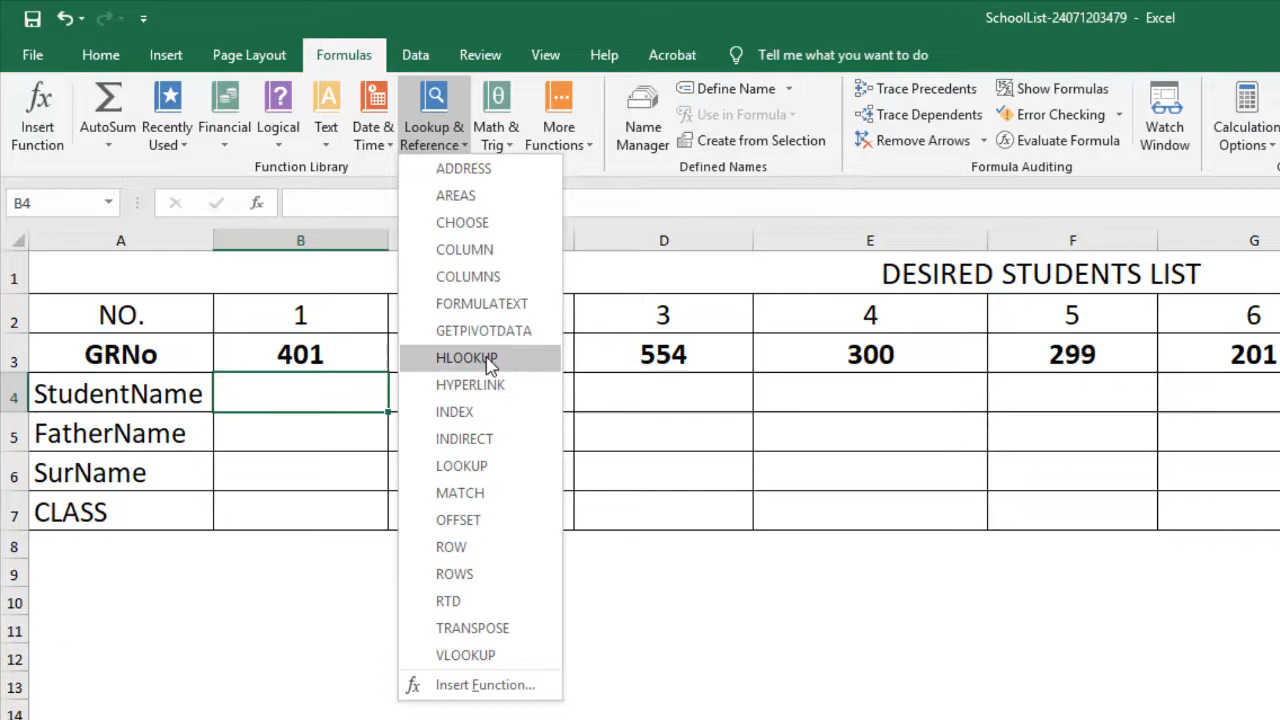 SchoolList-24071203479 - Excel
File Home Insert Page Layout Formulas Data Review View Help Acrobat Tell me what you want to do
fx Insert Function
Σ AutoSum
Recently Used
Financial
? Logical
A Text
Date & Time
Lookup & Reference
θ Math & Trig
More Functions
Function Library
Name Manager
Define Name
Use in Formula
Create from Selection
Defined Names
Trace Precedents
Trace Dependents
Remove Arrows
Show Formulas
Error Checking
fx Evaluate Formula
Formula Auditing
Watch Window
Calculation Options
B4 fx
ADDRESS
AREAS
CHOOSE
COLUMN
COLUMNS
FORMULATEXT
GETPIVOTDATA
HLOOKUP
HYPERLINK
INDEX
INDIRECT
LOOKUP
MATCH
OFFSET
ROW
ROWS
RTD
TRANSPOSE
VLOOKUP
fx Insert Function...
A B D E F G
1 DESIRED STUDENTS LIST
2 NO. 1 3 4 5 6
3 GRNo 401 554 300 299 201
4 StudentName
5 FatherName
6 SurName
7 CLASS
8
9
10
11
12
13
14